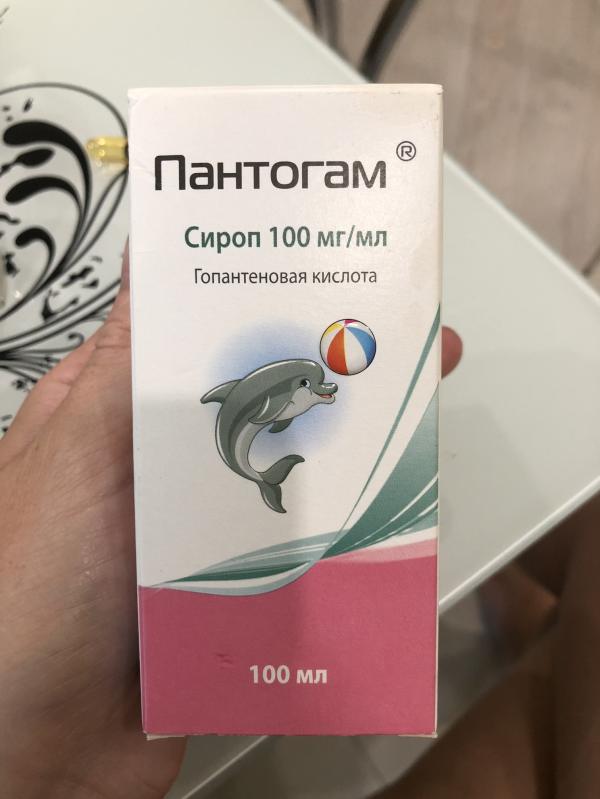 Пантогам ®
Сироп 100 мг/мл
Гопантеновая кислота
100 мл